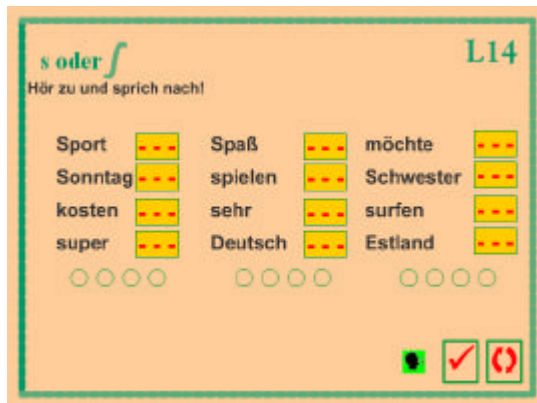 s oder ʃ
L14
Hör zu und sprich nach!
Sport --- Spaß --- möchte ---
Sonntag --- spielen --- Schwester ---
kosten --- sehr --- surfen ---
super --- Deutsch --- Estland ---